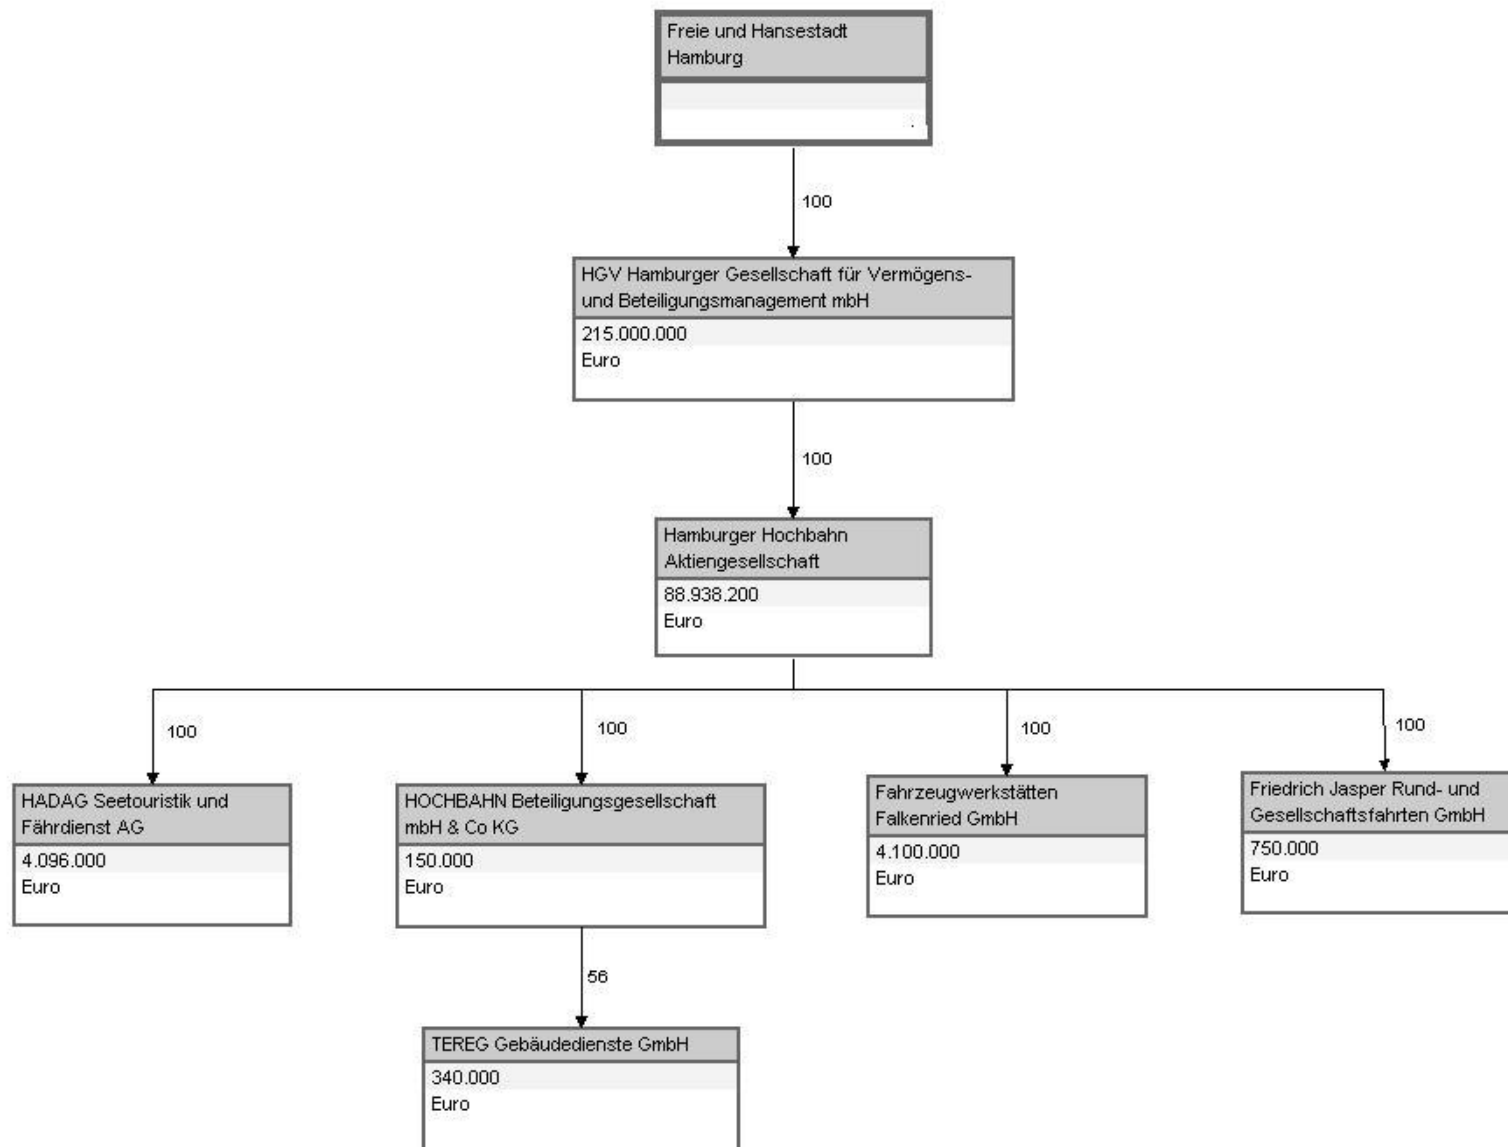 Freie und Hansestadt
Hamburg
100
HGV Hamburger Gesellschaft für Vermögens-
und Beteiligungsmanagement mbH
215.000.000
Euro
100
Hamburger Hochbahn
Aktiengesellschaft
88.938.200
Euro
100
HADAG Seetouristik und
Fährdienst AG
4.096.000
Euro
100
HOCHBAHN Beteiligungsgesellschaft
mbH & Co KG
150.000
Euro
100
Fahrzeugwerkstätten
Falkenried GmbH
4.100.000
Euro
100
Friedrich Jasper Rund- und
Gesellschaftsfahrten GmbH
750.000
Euro
56
TEREG Gebäudedienste GmbH
340.000
Euro